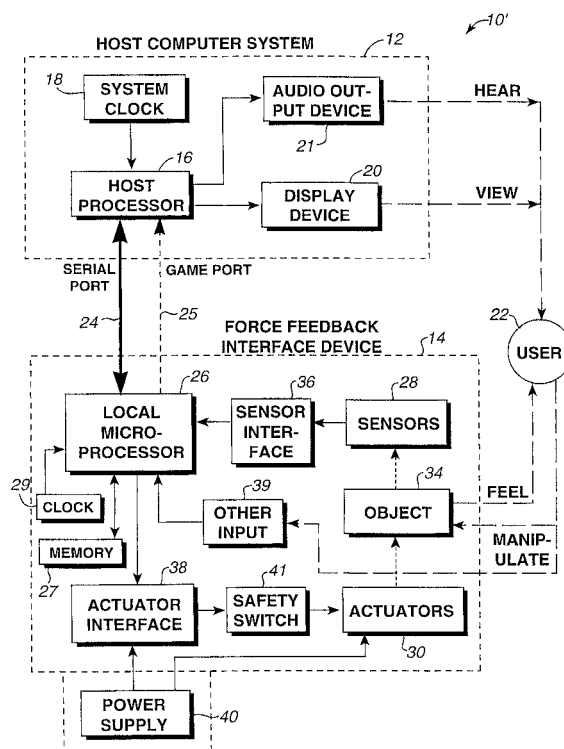 10'
HOST COMPUTER SYSTEM
12
18
SYSTEM
CLOCK
AUDIO OUT-
PUT DEVICE
21
HEAR
16
HOST
PROCESSOR
20
DISPLAY
DEVICE
VIEW
SERIAL
PORT
GAME PORT
24
25
FORCE FEEDBACK
INTERFACE DEVICE
14
22
USER
26
LOCAL
MICRO-
PROCESSOR
36
SENSOR
INTER-
FACE
28
SENSORS
29
CLOCK
39
OTHER
INPUT
34
OBJECT
FEEL
MANIP-
ULATE
MEMORY
27
38
ACTUATOR
INTERFACE
41
SAFETY
SWITCH
ACTUATORS
30
POWER
SUPPLY
40